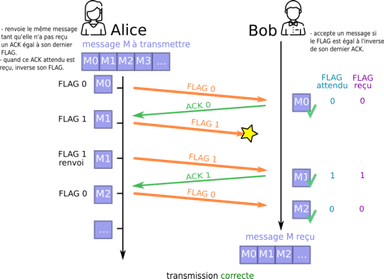 - renvoie le même message
tant qu'elle n'a pas reçu
un ACK égal à son dernier
FLAG.
- quand ce ACK attendu est
reçu, inverse son FLAG.
Alice
Bob
- accepte un message si
le FLAG est égal à l'inverse
de son dernier ACK.
message M à transmettre
M0 M1 M2 M3 ...
FLAG attendu
FLAG reçu
FLAG 0
M0
FLAG 0
ACK 0
M0
0
0
FLAG 1
M1
FLAG 1
FLAG 1
renvoi
M1
FLAG 1
ACK 1
M1
1
1
FLAG 0
M2
FLAG 0
M2
0
0
...
message M reçu
M0 M1 M2 ...
transmission correcte